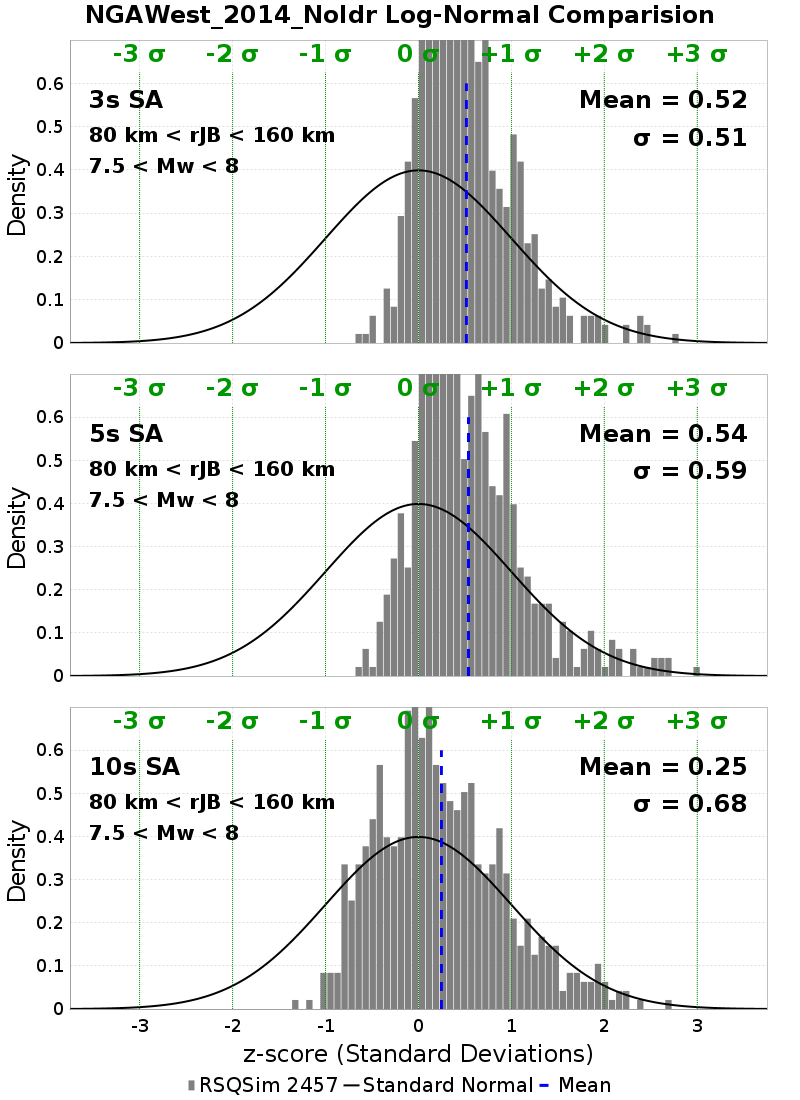 NGAWest_2014_NoIdr Log-Normal Comparision
-3 σ -2 σ -1 σ 0 σ +1 σ +2 σ +3 σ
3s SA
Mean = 0.52
80 km < rJB < 160 km
σ = 0.51
7.5 < Mw < 8
Density
0.6
0.5
0.4
0.3
0.2
0.1
0
-3 σ -2 σ -1 σ 0 σ +1 σ +2 σ +3 σ
5s SA
Mean = 0.54
80 km < rJB < 160 km
σ = 0.59
7.5 < Mw < 8
Density
0.6
0.5
0.4
0.3
0.2
0.1
0
-3 σ -2 σ -1 σ 0 σ +1 σ +2 σ +3 σ
10s SA
Mean = 0.25
80 km < rJB < 160 km
σ = 0.68
7.5 < Mw < 8
Density
0.6
0.5
0.4
0.3
0.2
0.1
0
-3 -2 -1 0 1 2 3
z-score (Standard Deviations)
RSQSim 2457 Standard Normal Mean